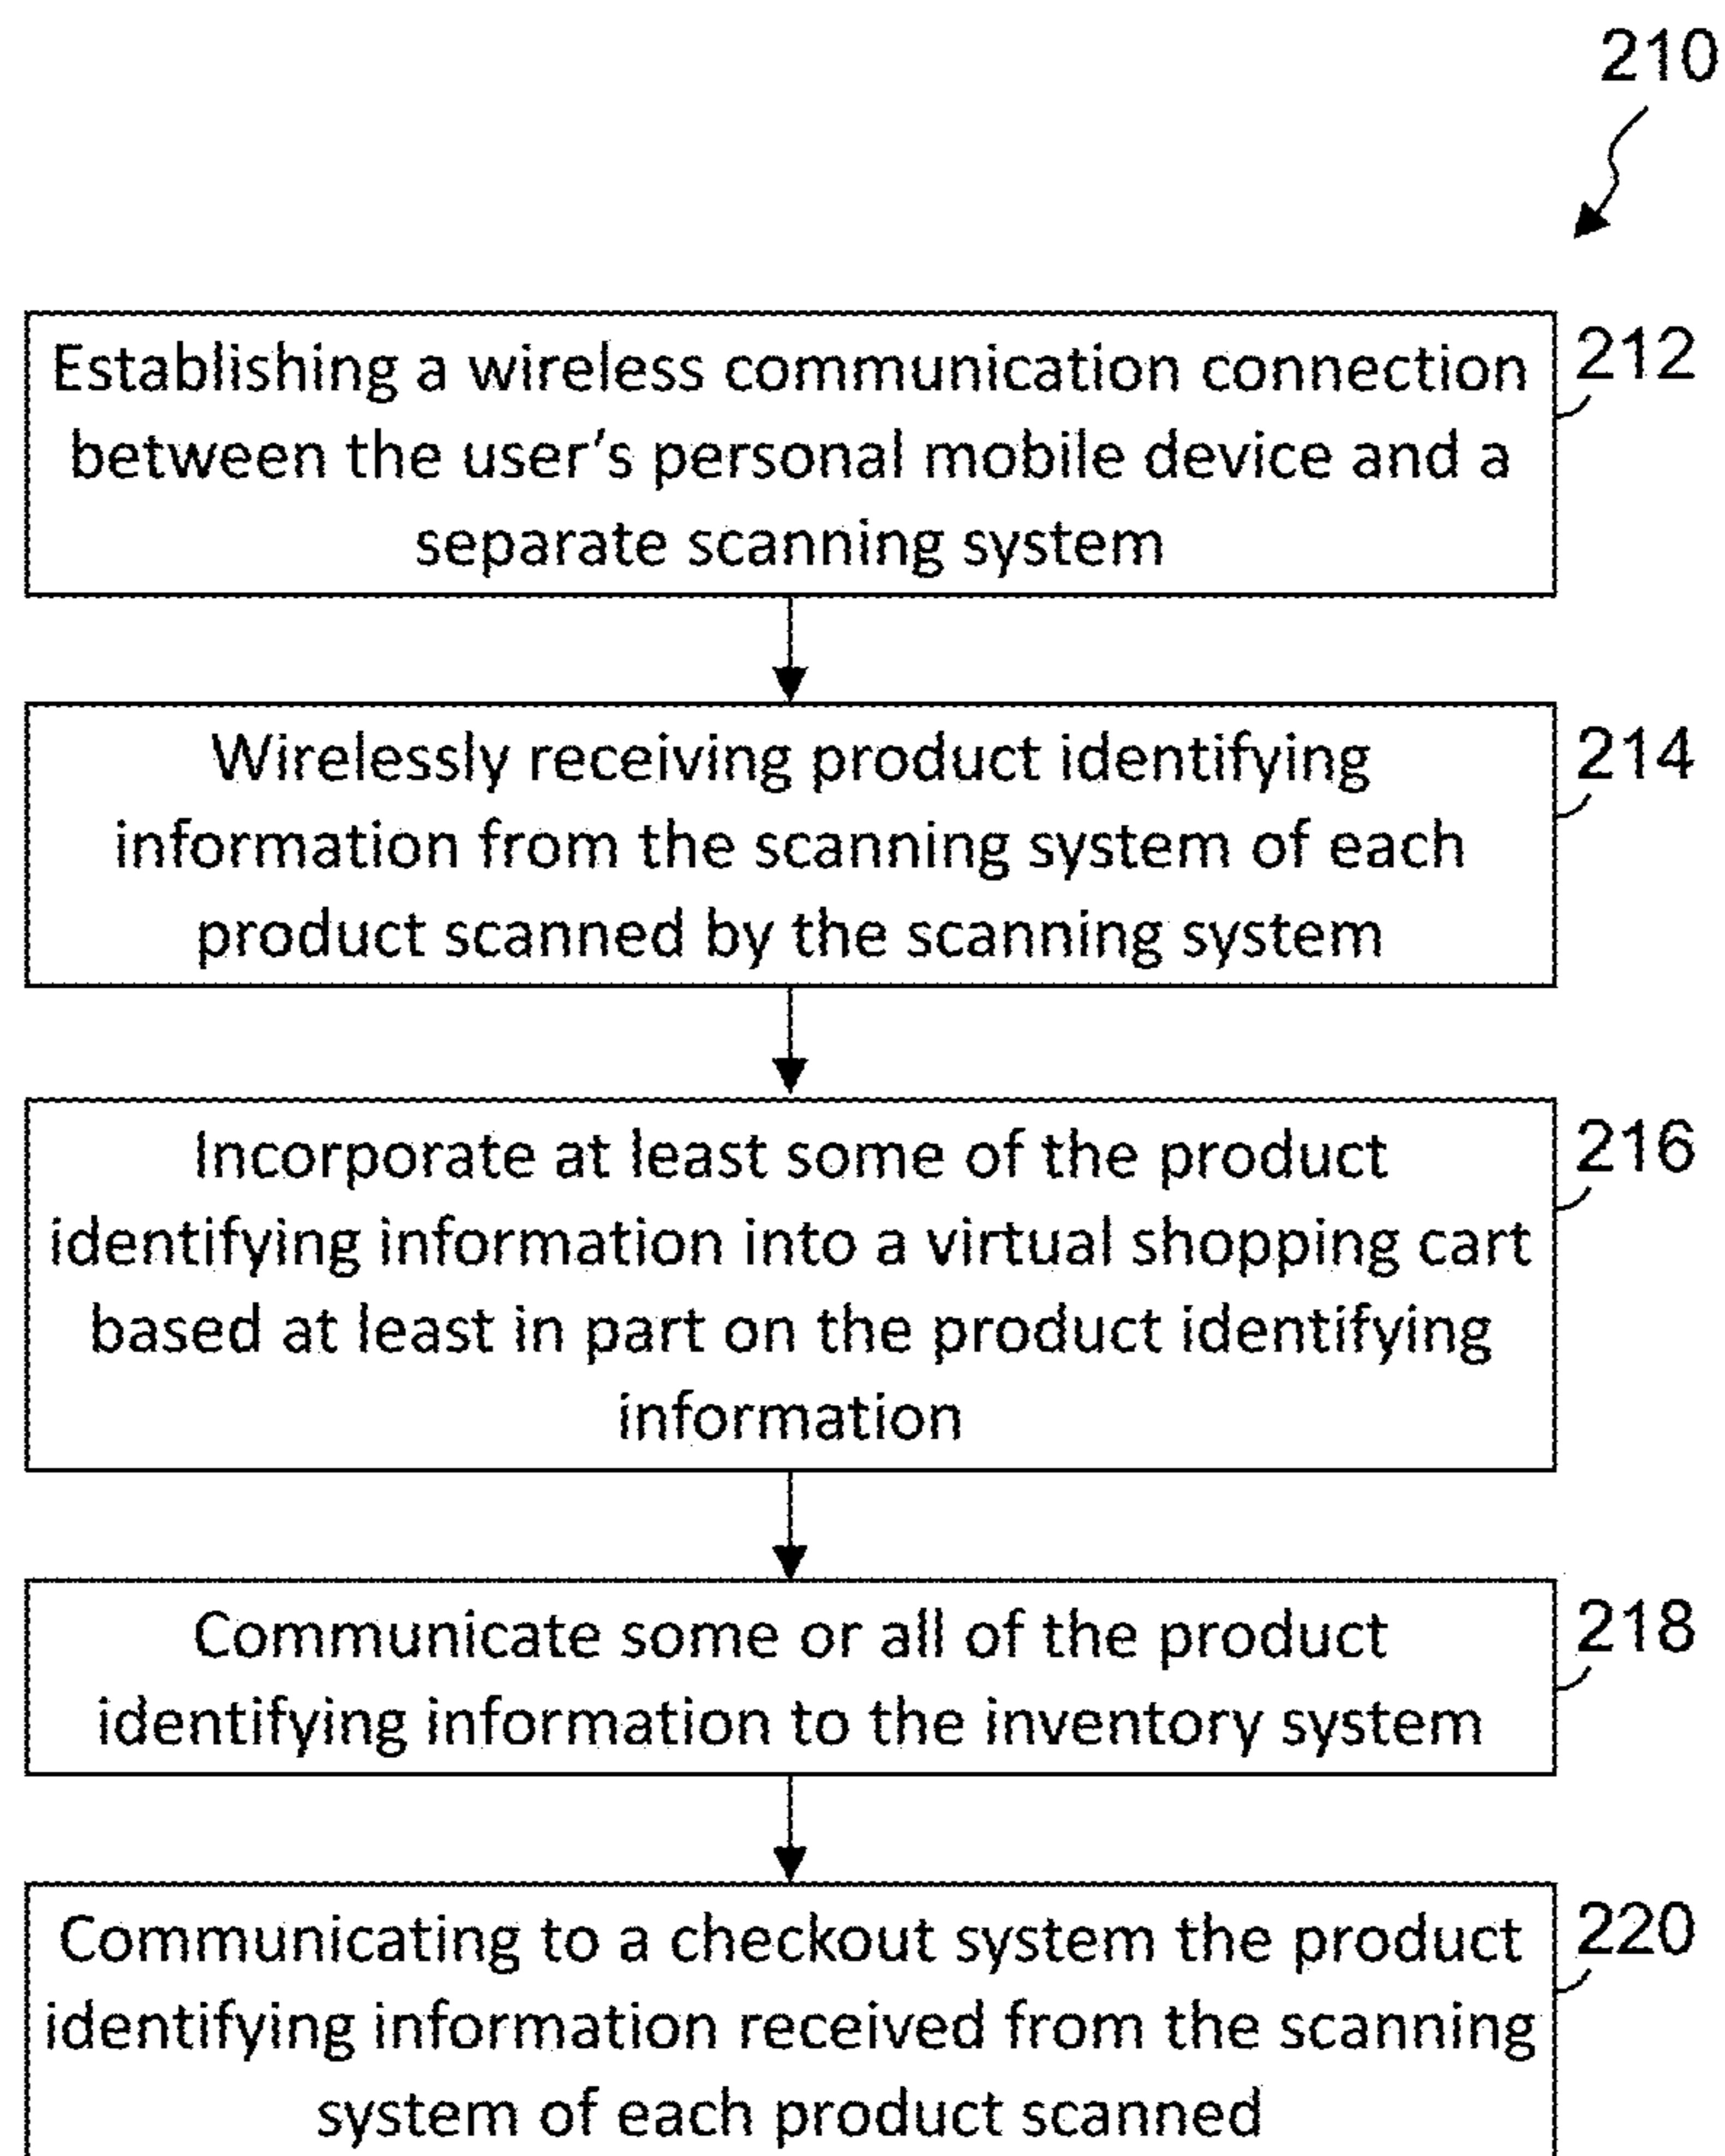 210
Establishing a wireless communication connection 212
between the user's personal mobile device and a
separate scanning system
Wirelessly receiving product identifying 214
information from the scanning system of each
product scanned by the scanning system
Incorporate at least some of the product 216
identifying information into a virtual shopping cart
based at least in part on the product identifying
information
Communicate some or all of the product 218
identifying information to the inventory system
Communicating to a checkout system the product 220
identifying information received from the scanning
system of each product scanned